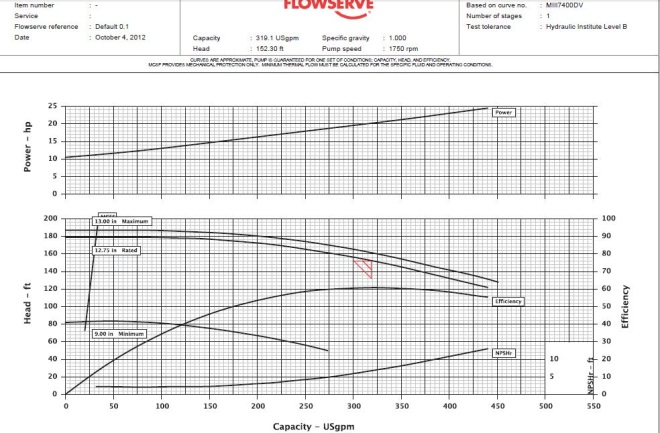 FLOWSERVE
Item number : -
Service :
Flowserve reference : Default 0.1
Date : October 4, 2012
Capacity : 319.1 USgpm
Head : 152.30 ft
Specific gravity : 1.000
Pump speed : 1750 rpm
Based on curve no. : MIII7400DV
Number of stages : 1
Test tolerance : Hydraulic Institute Level B
CURVES ARE APPROXIMATE, PUMP IS GUARANTEED FOR ONE SET OF CONDITIONS; CAPACITY, HEAD, AND EFFICIENCY.
MCSF PROVIDES MECHANICAL PROTECTION ONLY. MINIMUM THERMAL FLOW MUST BE CALCULATED FOR THE SPECIFIC FLUID AND OPERATING CONDITIONS.
Power - hp
25
20
15
10
5
0
Power
Head - ft
200
180
160
140
120
100
80
60
40
20
0
13.00 in Maximum
12.75 in Rated
9.00 in Minimum
Efficiency
NPSHr
100
90
80
70
60
50
40
30
20
10
0
Efficiency
10
5
NPSHr - ft
0 50 100 150 200 250 300 350 400 450 500 550
Capacity - USgpm